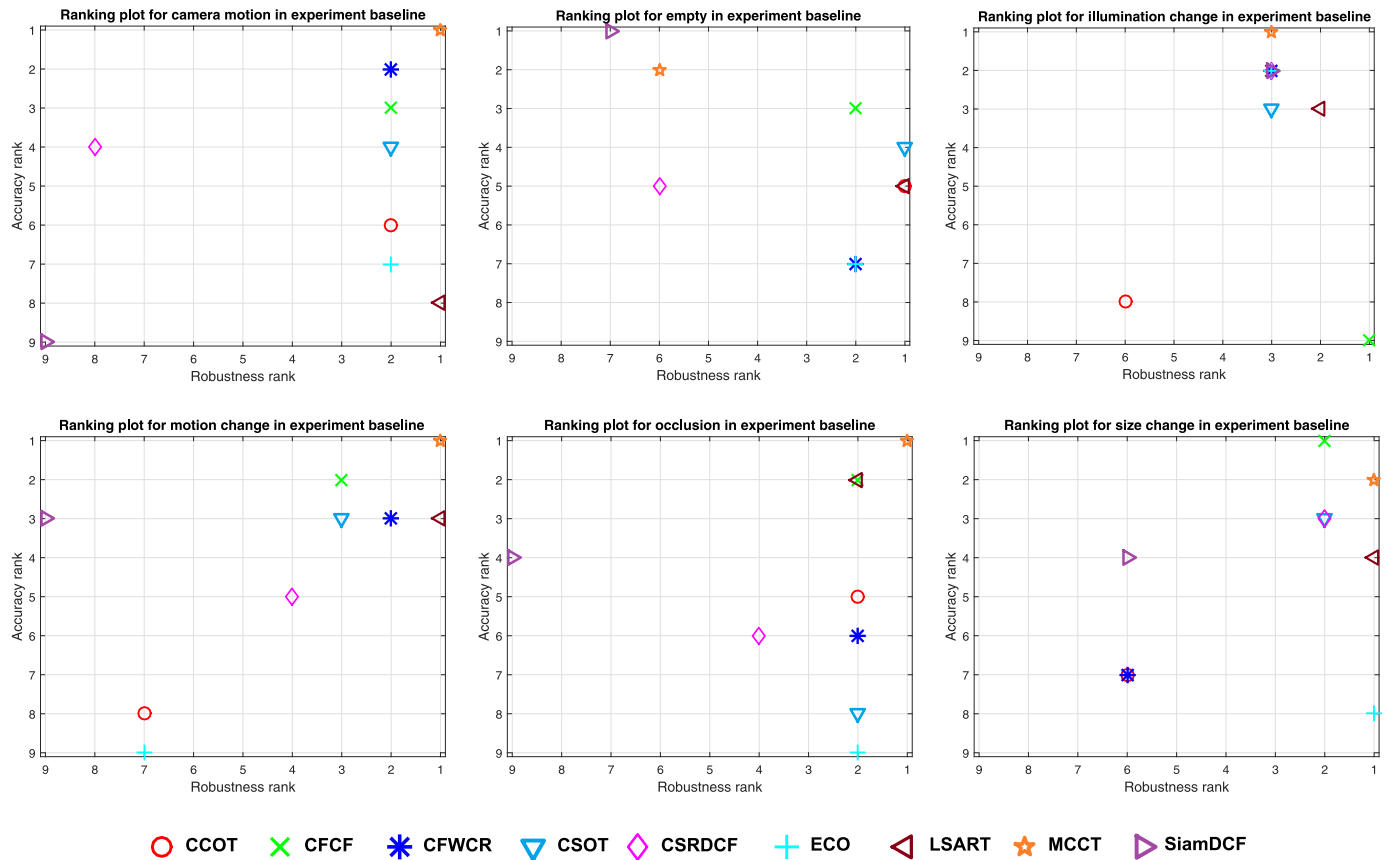 Ranking plot for camera motion in experiment baseline
Accuracy rank
1
2
3
4
5
6
7
8
9
9 8 7 6 5 4 3 2 1
Robustness rank
Ranking plot for empty in experiment baseline
Accuracy rank
1
2
3
4
5
6
7
8
9
9 8 7 6 5 4 3 2 1
Robustness rank
Ranking plot for illumination change in experiment baseline
Accuracy rank
1
2
3
4
5
6
7
8
9
9 8 7 6 5 4 3 2 1
Robustness rank
Ranking plot for motion change in experiment baseline
Accuracy rank
1
2
3
4
5
6
7
8
9
9 8 7 6 5 4 3 2 1
Robustness rank
Ranking plot for occlusion in experiment baseline
Accuracy rank
1
2
3
4
5
6
7
8
9
9 8 7 6 5 4 3 2 1
Robustness rank
Ranking plot for size change in experiment baseline
Accuracy rank
1
2
3
4
5
6
7
8
9
9 8 7 6 5 4 3 2 1
Robustness rank
CCOT CFCF CFWCR CSOT CSRDCF ECO LSART MCCT SiamDCF